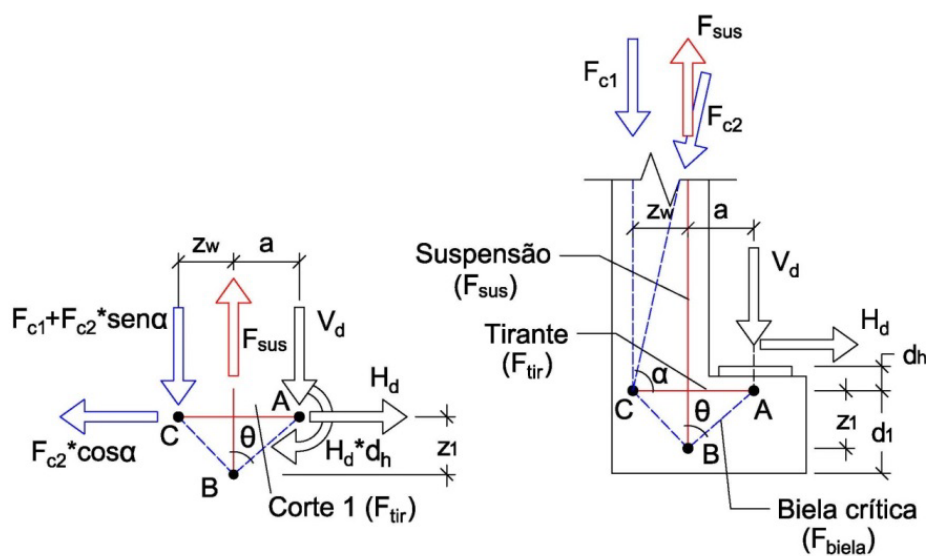 zw
a
Fc1+Fc2*senα
Fsus
Vd
Hd
A
C
θ
Hd*dh
z1
Fc2*cosα
B
Corte 1 (Ftir)
Fsus
Fc1
Fc2
zw
a
Suspensão
(Fsus)
Vd
Tirante
(Ftir)
Hd
dh
α
C
θ
A
z1
d1
B
Biela crítica
(Fbiela)